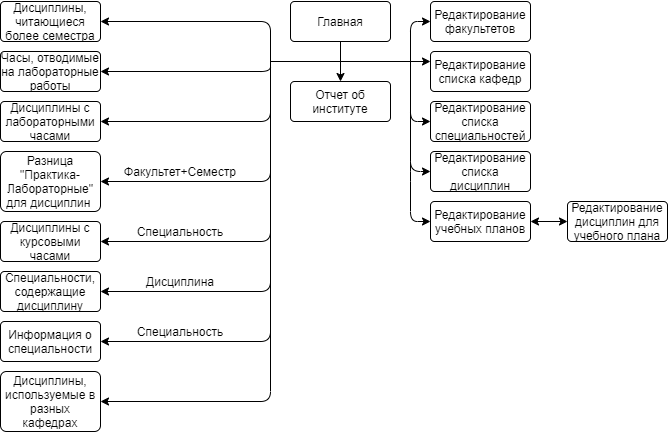 Дисциплины,
читающиеся
более семестра
Часы, отводимые
на лабораторные
работы
Дисциплины с
лабораторными
часами
Разница
"Практика-
Лабораторные"
для дисциплин
Факультет+Семестр
Дисциплины с
курсовыми
часами
Специальность
Специальности,
содержащие
дисциплину
Дисциплина
Информация о
специальности
Специальность
Дисциплины,
используемые в
разных
кафедрах
Главная
Отчет об
институте
Редактирование
факультетов
Редактирование
списка кафедр
Редактирование
списка
специальностей
Редактирование
списка
дисциплин
Редактирование
учебных планов
Редактирование
дисциплин для
учебного плана